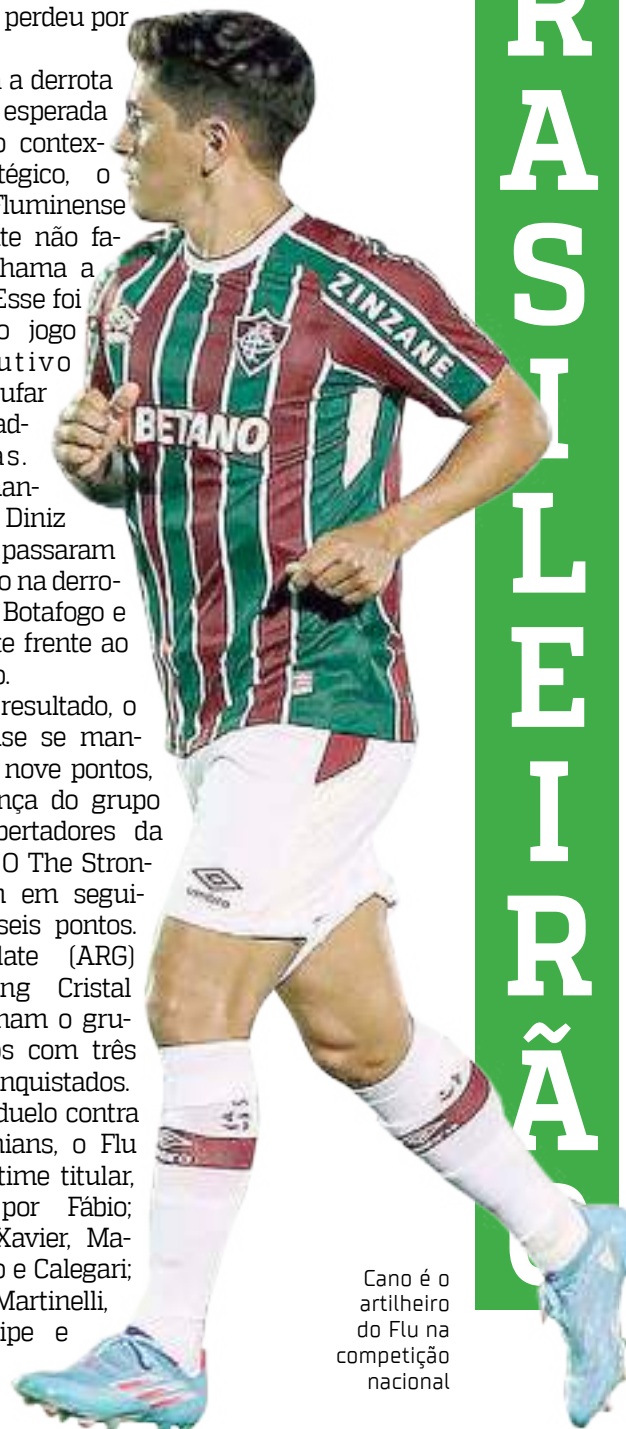 perdeu por
a derrota
esperada
contex-
tégico, o
Fluminense
te não fa-
hama a
Esse foi
o jogo
utivo
ufar
ad-
as.
an-
Diniz
passaram
o na derro-
Botafogo e
te frente ao
o.
resultado, o
se se man-
nove pontos,
nça do grupo
bertadores da
O The Stron-
em segui-
seis pontos.
late (ARG)
ng Cristal
nam o gru-
os com três
nquistados.
duelo contra
hians, o Flu
time titular,
por Fábio;
Xavier, Ma-
o e Calegari;
Martinelli,
ipe e
ZINZANE
BETANO
umbro
Cano é o
artilheiro
do Flu na
competição
nacional
R
A
S
I
L
E
I
R
Ã
O